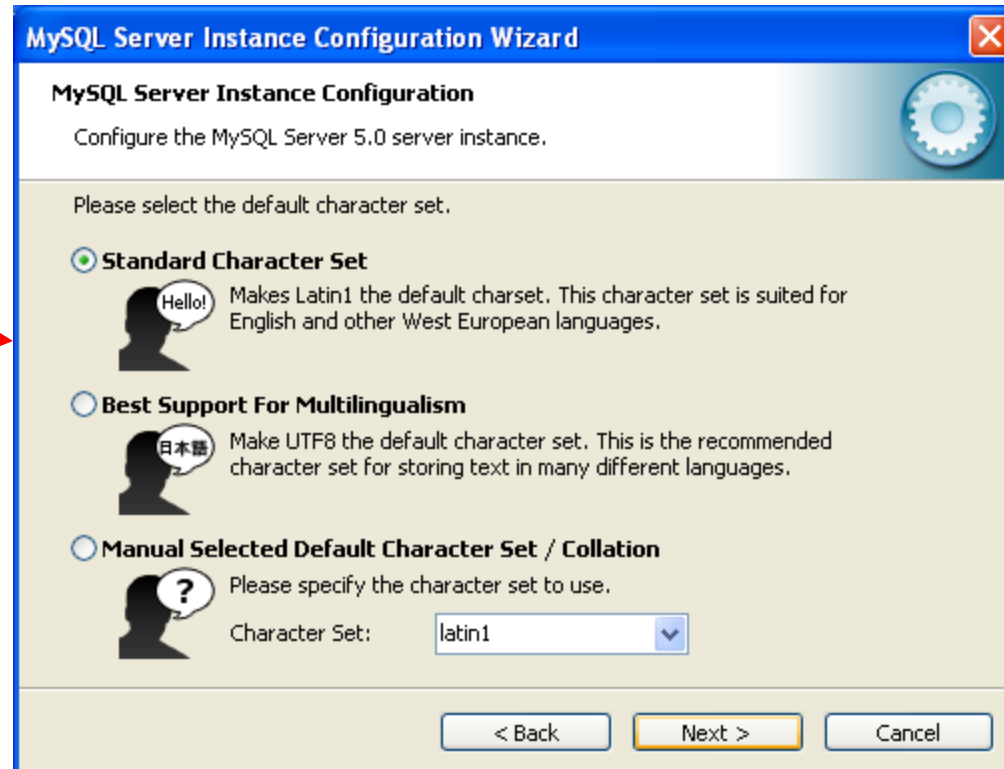 MySQL Server Instance Configuration Wizard
MySQL Server Instance Configuration
Configure the MySQL Server 5.0 server instance.
Please select the default character set.
Standard Character Set
Hello!
Makes Latin1 the default charset. This character set is suited for
English and other West European languages.
Best Support For Multilingualism
日本語
Make UTF8 the default character set. This is the recommended
character set for storing text in many different languages.
Manual Selected Default Character Set / Collation
?
Please specify the character set to use.
Character Set: latin1
< Back Next > Cancel